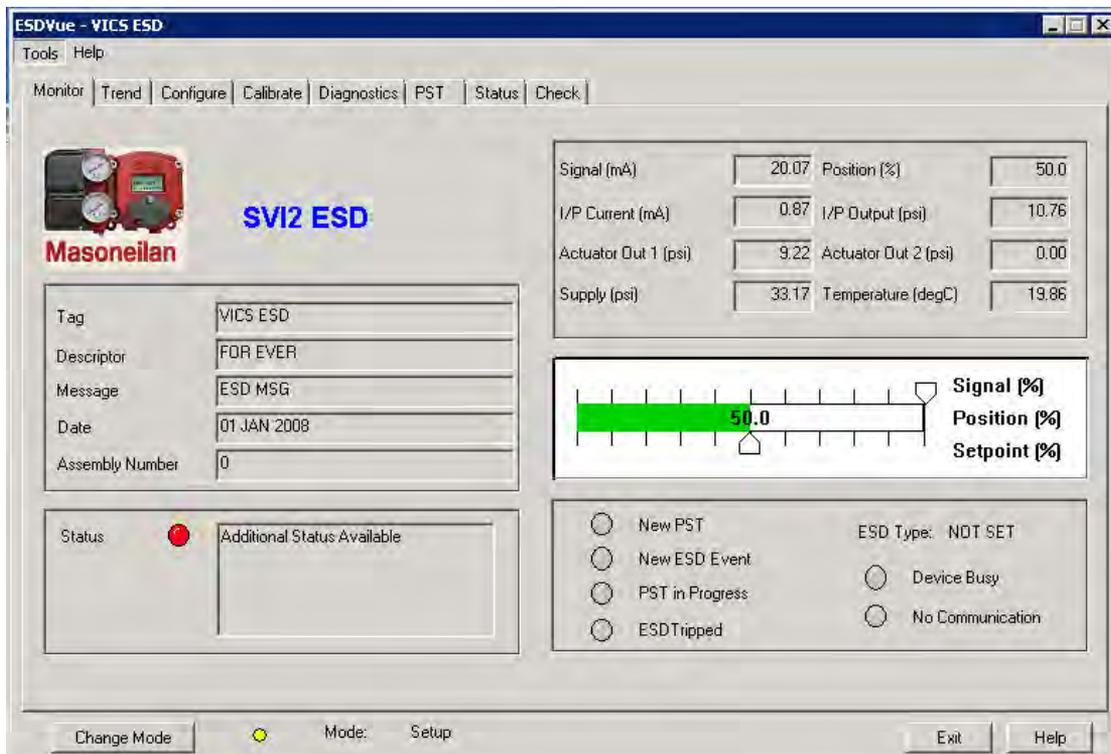 ESDVue - VICS ESD
Tools Help
Monitor Trend Configure Calibrate Diagnostics PST Status Check
Masoneilan
SVI2 ESD
Signal (mA) 20.07 Position (%) 50.0
I/P Current (mA) 0.87 I/P Output (psi) 10.76
Actuator Out 1 (psi) 9.22 Actuator Out 2 (psi) 0.00
Supply (psi) 33.17 Temperature (degC) 19.86
Tag VICS ESD
Descriptor FOR EVER
Message ESD MSG
Date 01 JAN 2008
Assembly Number 0
50.0
Signal (%)
Position (%)
Setpoint (%)
Status Additional Status Available
New PST
New ESD Event
PST in Progress
ESDTripped
ESD Type: NOT SET
Device Busy
No Communication
Change Mode Mode: Setup Exit Help